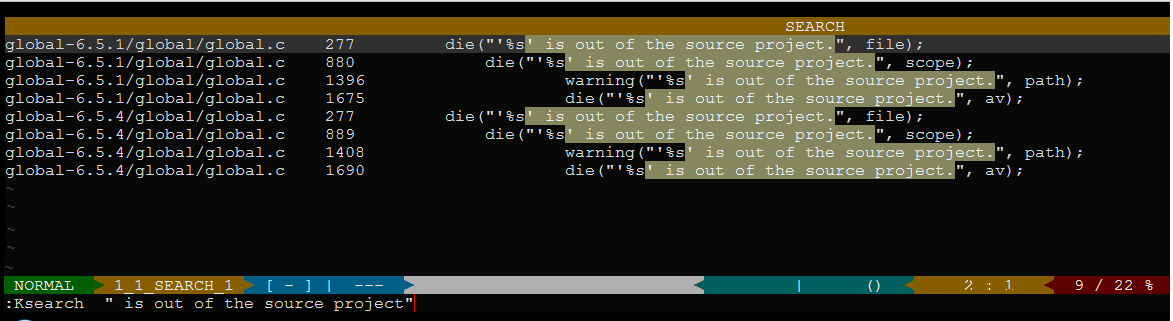 SEARCH
global-6.5.1/global/global.c    277         die("'%s' is out of the source project.", file);
global-6.5.1/global/global.c    880             die("'%s' is out of the source project.", scope);
global-6.5.1/global/global.c    1396                    warning("'%s' is out of the source project.", path);
global-6.5.1/global/global.c    1675                    die("'%s' is out of the source project.", av);
global-6.5.4/global/global.c    277         die("'%s' is out of the source project.", file);
global-6.5.4/global/global.c    889             die("'%s' is out of the source project.", scope);
global-6.5.4/global/global.c    1408                    warning("'%s' is out of the source project.", path);
global-6.5.4/global/global.c    1690                    die("'%s' is out of the source project.", av);
~
~
~
~
~
NORMAL 1_1_SEARCH_1 [ - ] | --- | () 2 : 1 9 / 22 %
:Ksearch  " is out of the source project"